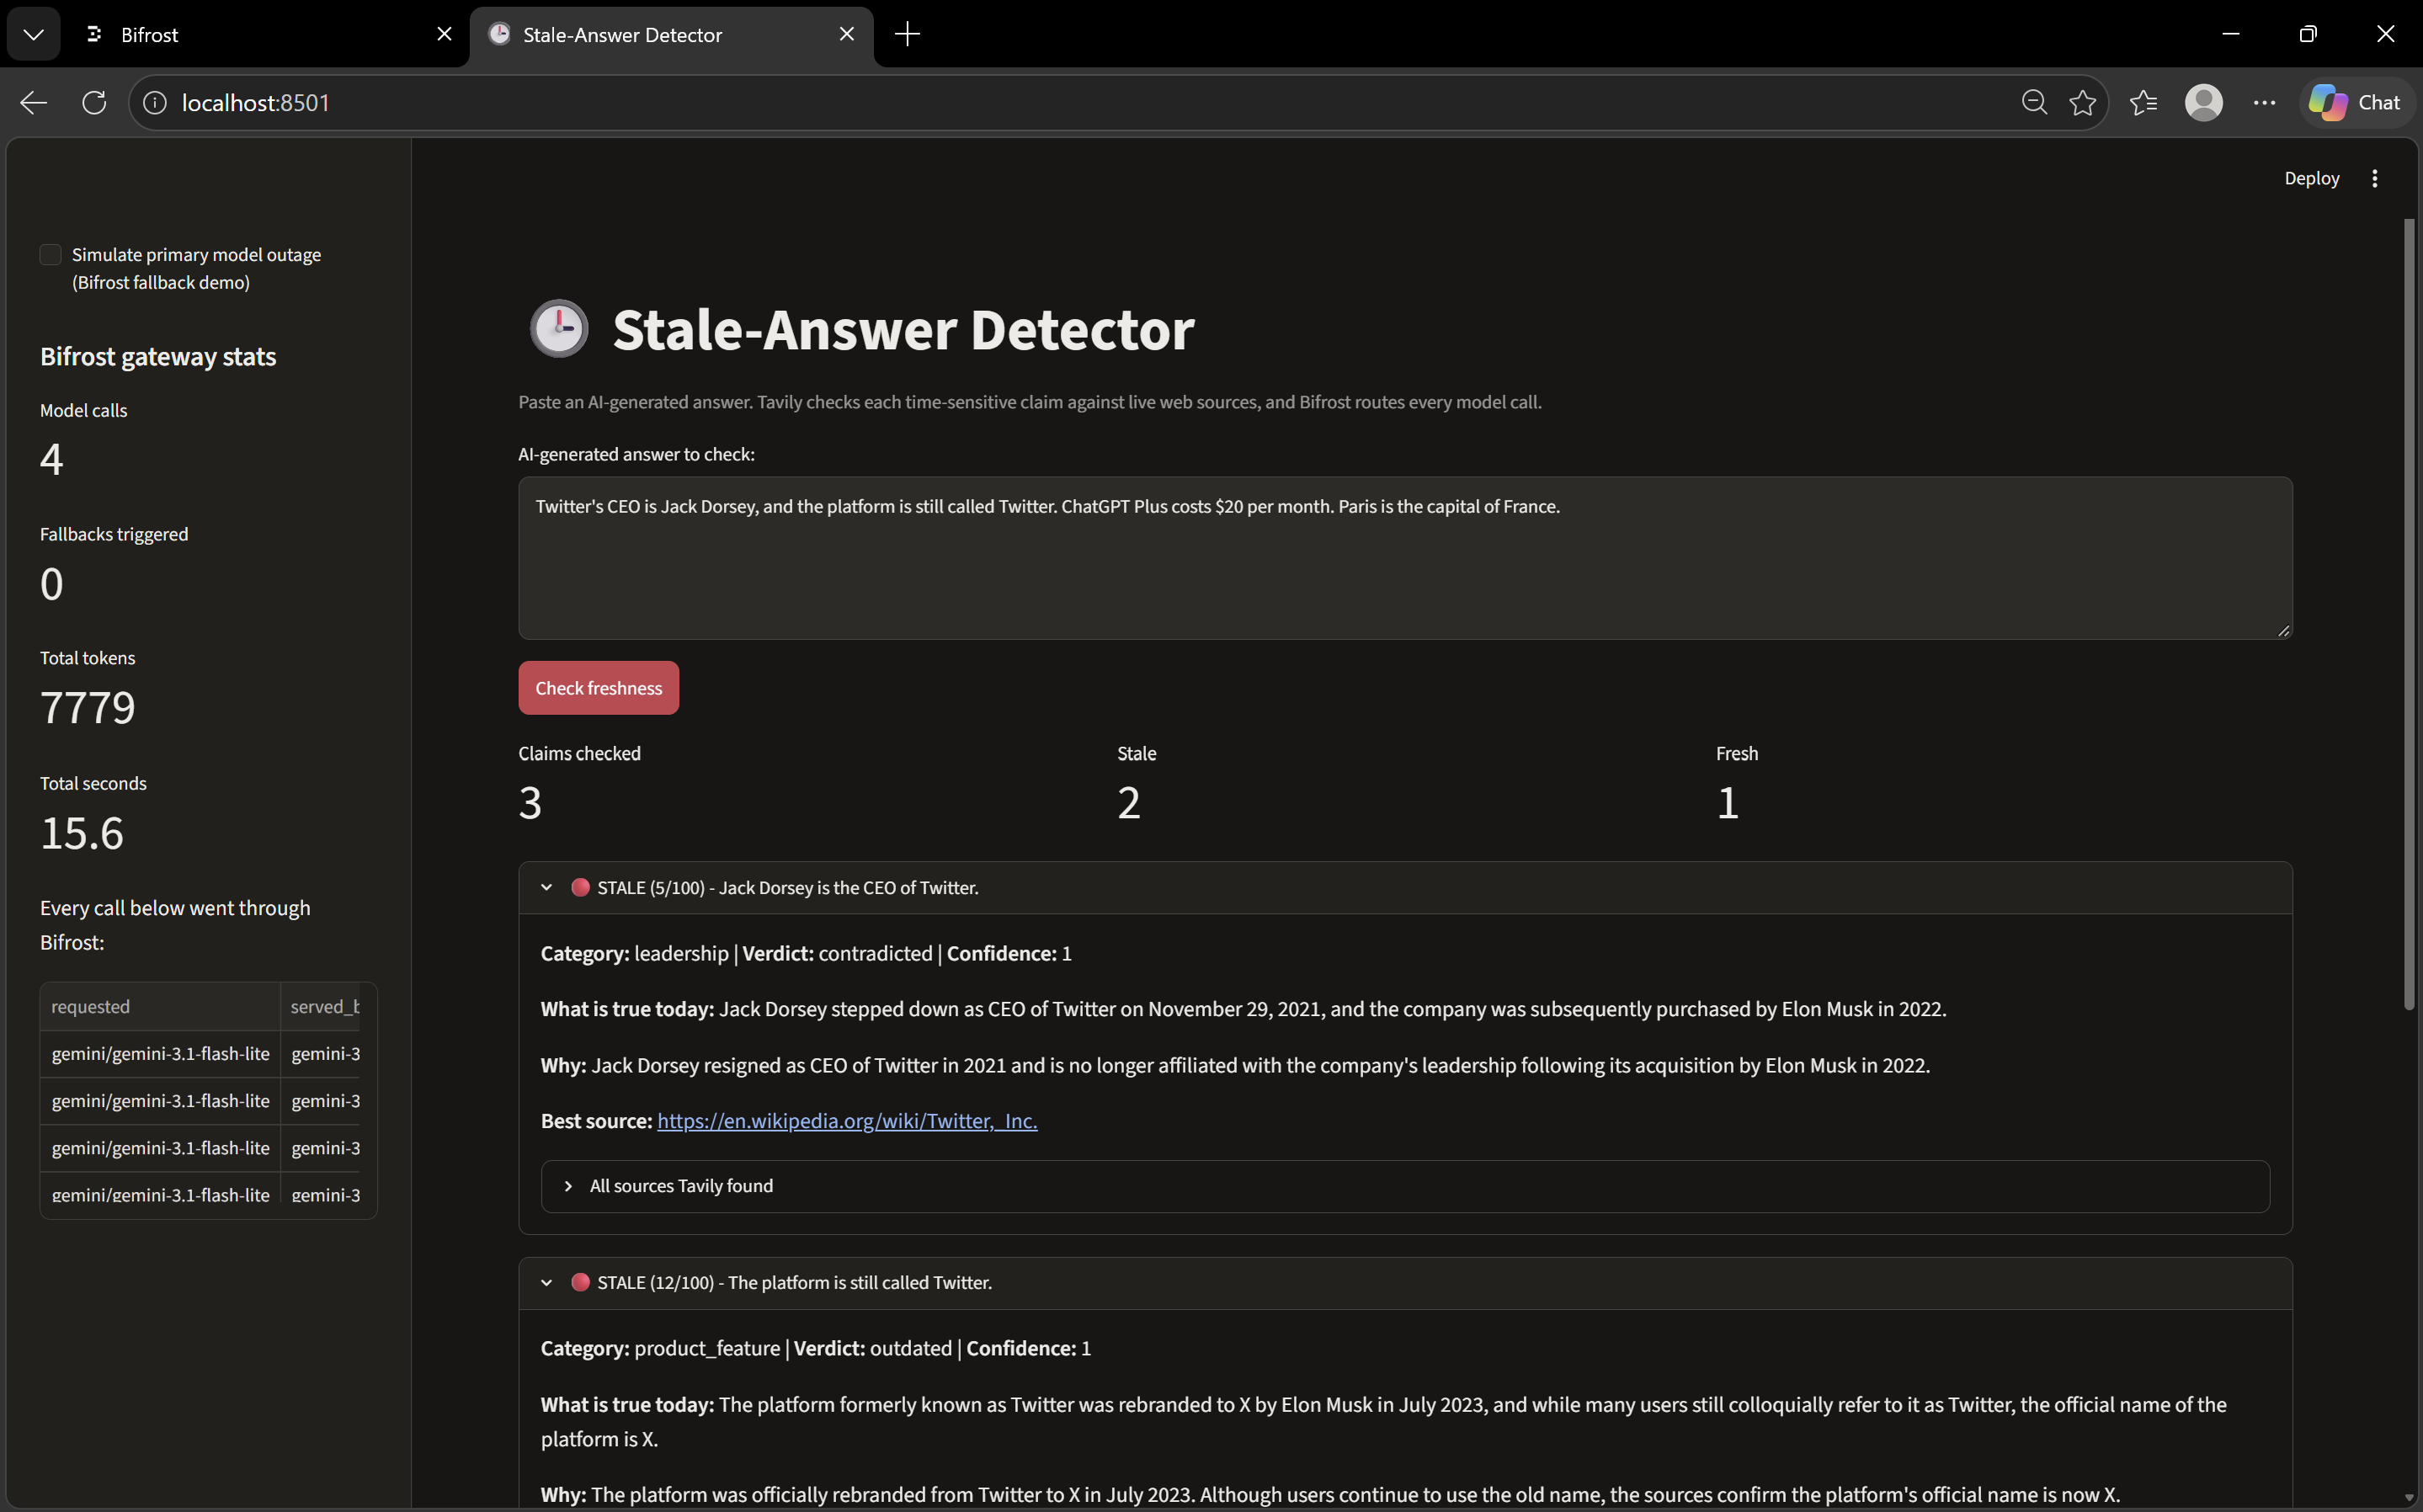 Bifrost
Stale-Answer Detector
localhost:8501
Chat
Deploy
Simulate primary model outage
(Bifrost fallback demo)
Bifrost gateway stats
Model calls
4
Fallbacks triggered
0
Total tokens
7779
Total seconds
15.6
Every call below went through
Bifrost:
requested served_b
gemini/gemini-3.1-flash-lite gemini-3
gemini/gemini-3.1-flash-lite gemini-3
gemini/gemini-3.1-flash-lite gemini-3
gemini/gemini-3.1-flash-lite gemini-3
Stale-Answer Detector
Paste an AI-generated answer. Tavily checks each time-sensitive claim against live web sources, and Bifrost routes every model call.
AI-generated answer to check:
Twitter's CEO is Jack Dorsey, and the platform is still called Twitter. ChatGPT Plus costs $20 per month. Paris is the capital of France.
Check freshness
Claims checked Stale Fresh
3 2 1
STALE (5/100) - Jack Dorsey is the CEO of Twitter.
Category: leadership | Verdict: contradicted | Confidence: 1
What is true today: Jack Dorsey stepped down as CEO of Twitter on November 29, 2021, and the company was subsequently purchased by Elon Musk in 2022.
Why: Jack Dorsey resigned as CEO of Twitter in 2021 and is no longer affiliated with the company's leadership following its acquisition by Elon Musk in 2022.
Best source: https://en.wikipedia.org/wiki/Twitter,_Inc.
All sources Tavily found
STALE (12/100) - The platform is still called Twitter.
Category: product_feature | Verdict: outdated | Confidence: 1
What is true today: The platform formerly known as Twitter was rebranded to X by Elon Musk in July 2023, and while many users still colloquially refer to it as Twitter, the official name of the
platform is X.
Why: The platform was officially rebranded from Twitter to X in July 2023. Although users continue to use the old name, the sources confirm the platform's official name is now X.